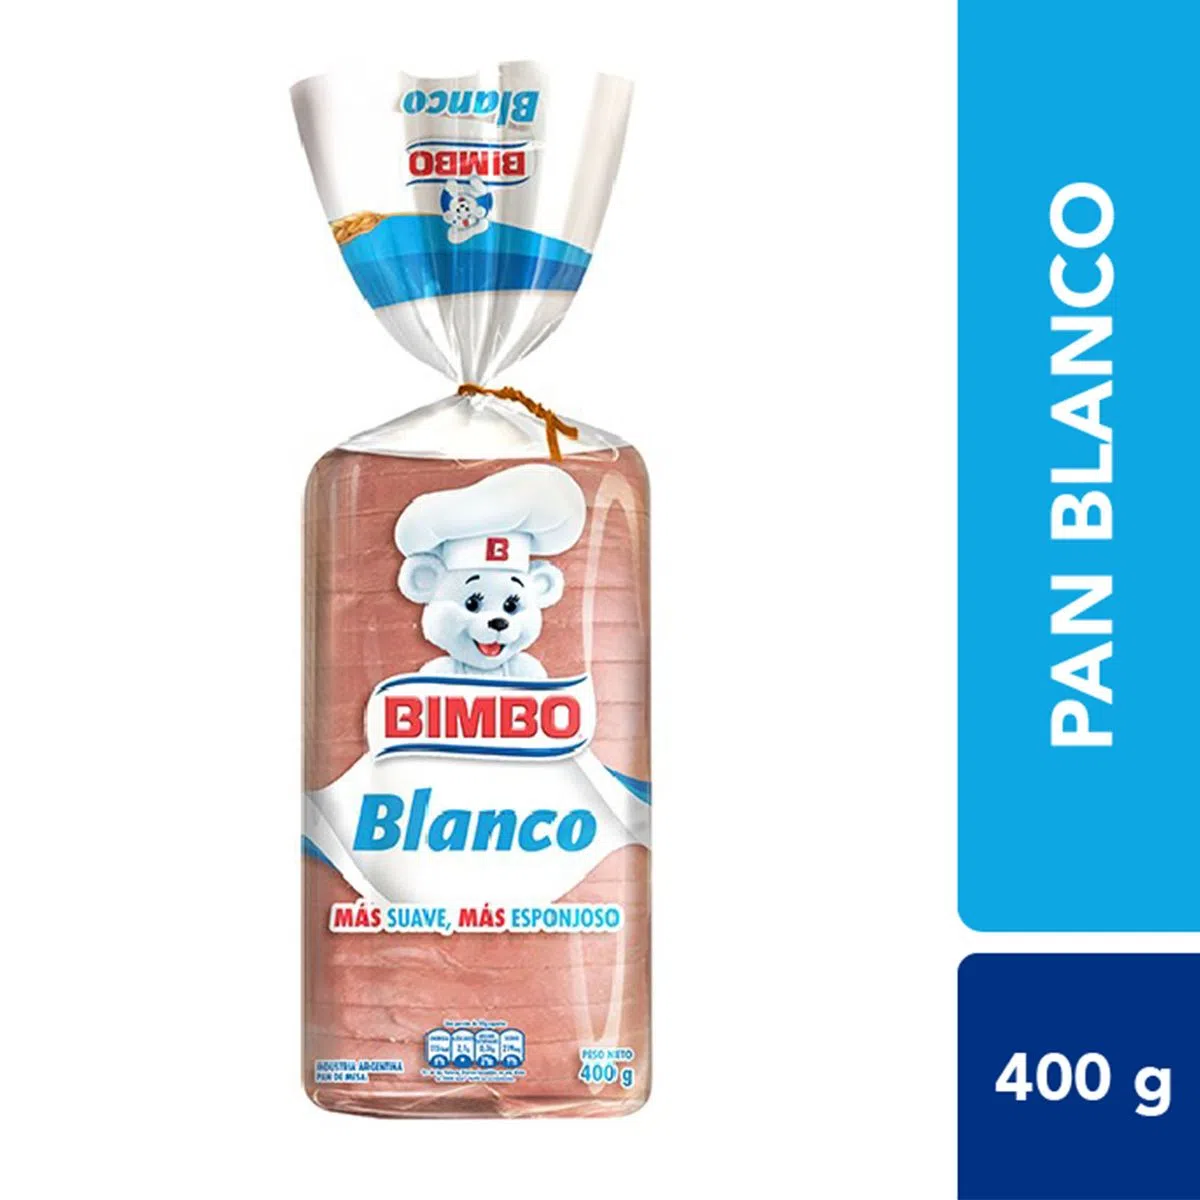 Blanco
BIMBO
B
BIMBO
Blanco
MÁS SUAVE, MÁS ESPONJOSO
INDUSTRIA ARGENTINA
PAN DE MESA
PESO NETO
400 g
PAN BLANCO
400 g